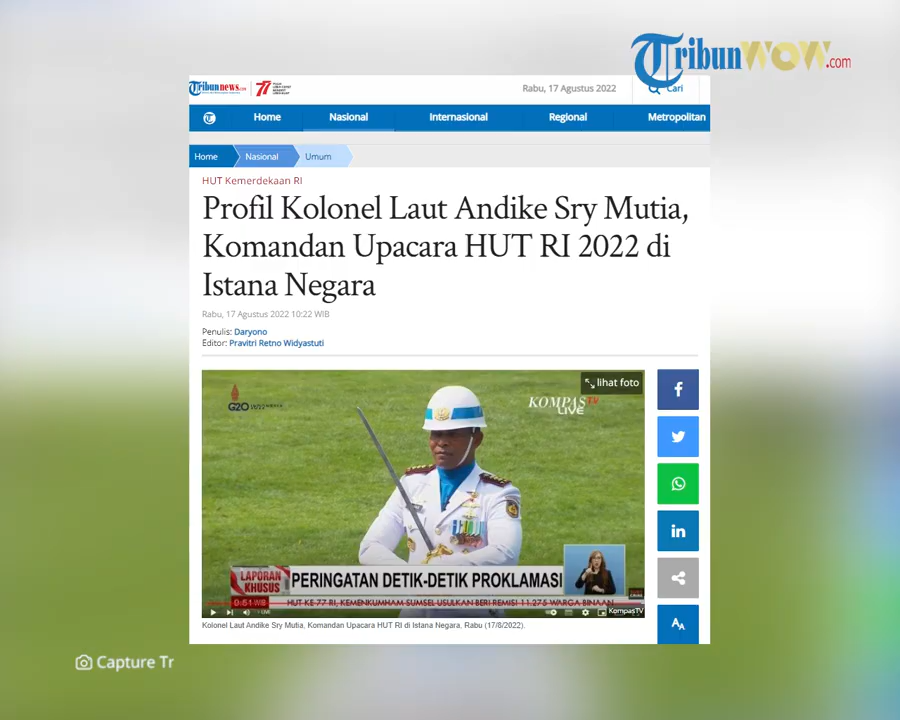 TribunWOW.com
Tribunnews.com
77
Rabu, 17 Agustus 2022
Cari
Home
Nasional
Internasional
Regional
Metropolitan
Home
Nasional
Umum
HUT Kemerdekaan RI
Profil Kolonel Laut Andike Sry Mutia,
Komandan Upacara HUT RI 2022 di
Istana Negara
Rabu, 17 Agustus 2022 10:22 WIB
Penulis: Daryono
Editor: Pravitri Retno Widyastuti
lihat foto
G20
KOMPASTV
LIVE
LAPORAN
KHUSUS
PERINGATAN DETIK-DETIK PROKLAMASI
HUT KE 77 RI, KEMENKUMHAM SUMSEL USULKAN BERI REMISI 11.275 WARGA BINAAN
KompasTV
Kolonel Laut Andike Sry Mutia, Komandan Upacara HUT RI di Istana Negara, Rabu (17/8/2022).
Capture Tr